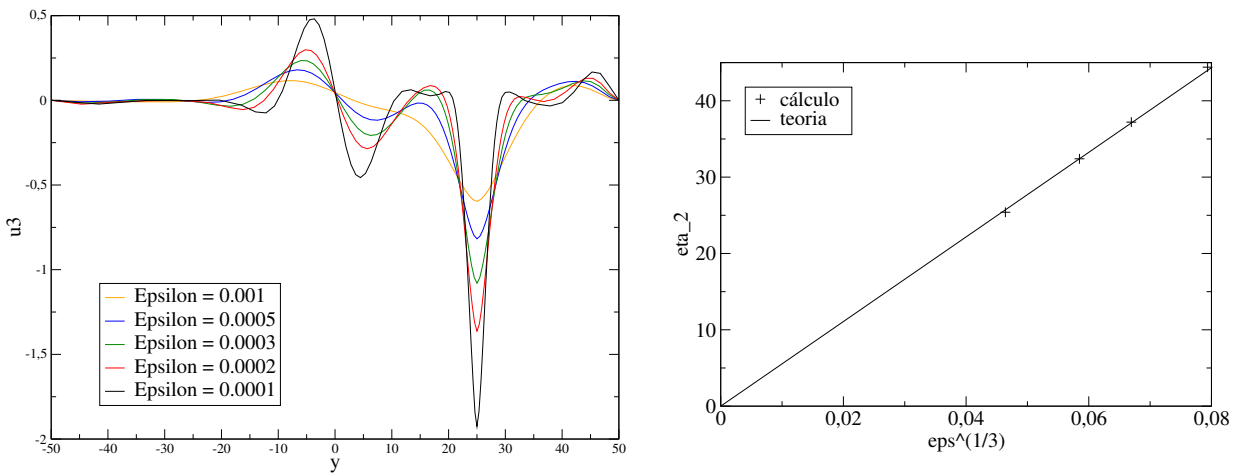 0,5
0
-0,5
-1
-1,5
-2
u3
-50 -40 -30 -20 -10 0 10 20 30 40 50
y
Epsilon = 0.001
Epsilon = 0.0005
Epsilon = 0.0003
Epsilon = 0.0002
Epsilon = 0.0001
40
30
20
10
0
eta_2
0 0,02 0,04 0,06 0,08
eps^(1/3)
cálculo
teoria